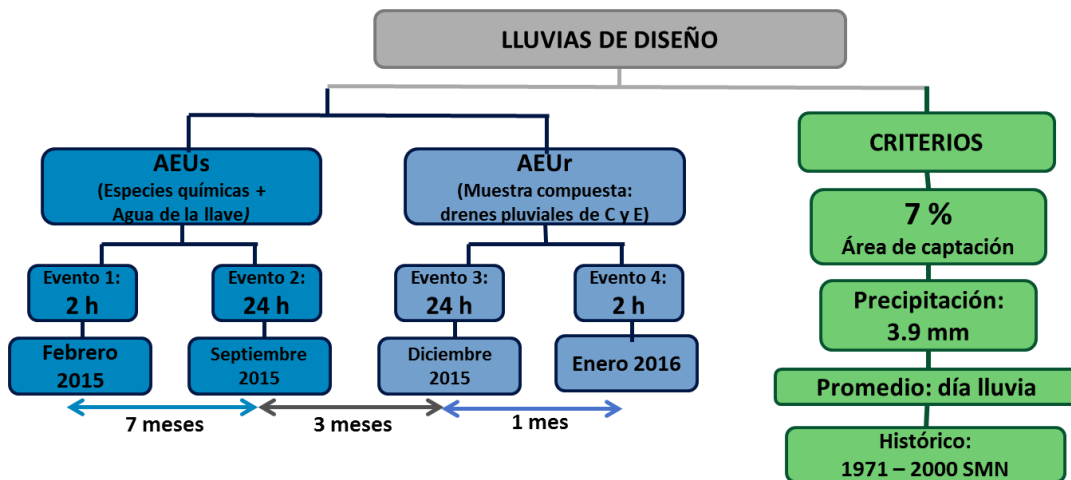 LLUVIAS DE DISEÑO
AEUs
(Especies químicas +
Agua de la llave)
AEUr
(Muestra compuesta:
drenes pluviales de C y E)
Evento 1:
2 h
Evento 2:
24 h
Evento 3:
24 h
Evento 4:
2 h
Febrero
2015
Septiembre
2015
Diciembre
2015
Enero 2016
7 meses
3 meses
1 mes
CRITERIOS
7 %
Área de captación
Precipitación:
3.9 mm
Promedio: día lluvia
Histórico:
1971 – 2000 SMN